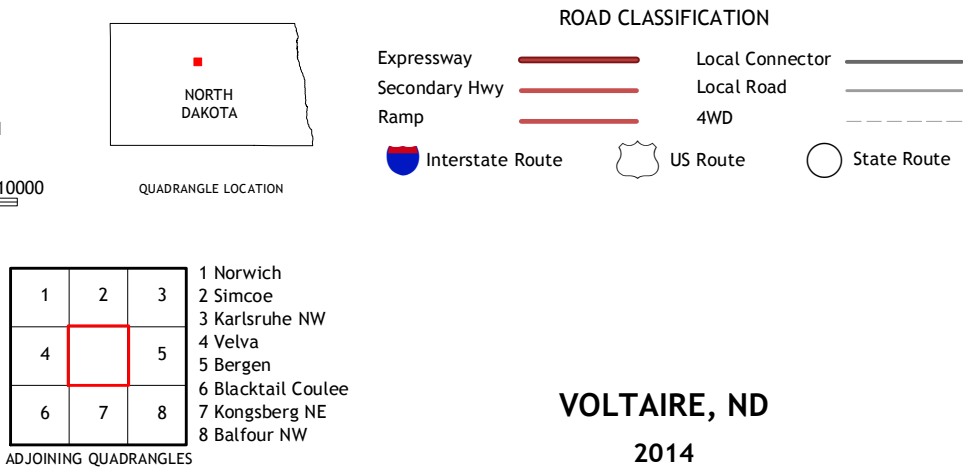 ROAD CLASSIFICATION
Expressway
Local Connector
Secondary Hwy
Local Road
Ramp
4WD
Interstate Route
US Route
State Route
NORTH
DAKOTA
QUADRANGLE LOCATION
10000
1 2 3
4 5
6 7 8
1 Norwich
2 Simcoe
3 Karlsruhe NW
4 Velva
5 Bergen
6 Blacktail Coulee
7 Kongsberg NE
8 Balfour NW
ADJOINING QUADRANGLES
VOLTAIRE, ND
2014